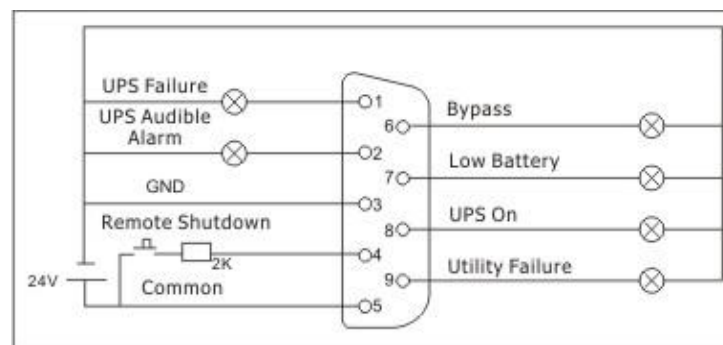 UPS Failure
1
UPS Audible
Alarm
2
GND
3
Remote Shutdown
2K
4
24V
Common
5
6
Bypass
7
Low Battery
8
UPS On
9
Utility Failure